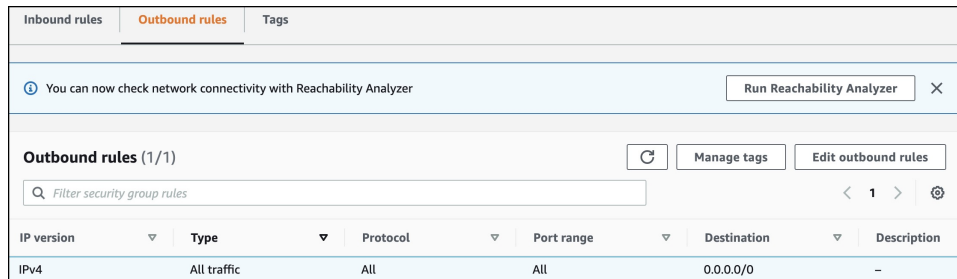 Inbound rules Outbound rules Tags
You can now check network connectivity with Reachability Analyzer Run Reachability Analyzer
Outbound rules (1/1) Manage tags Edit outbound rules
Filter security group rules 1
IP version Type Protocol Port range Destination Description
IPv4 All traffic All All 0.0.0.0/0 –